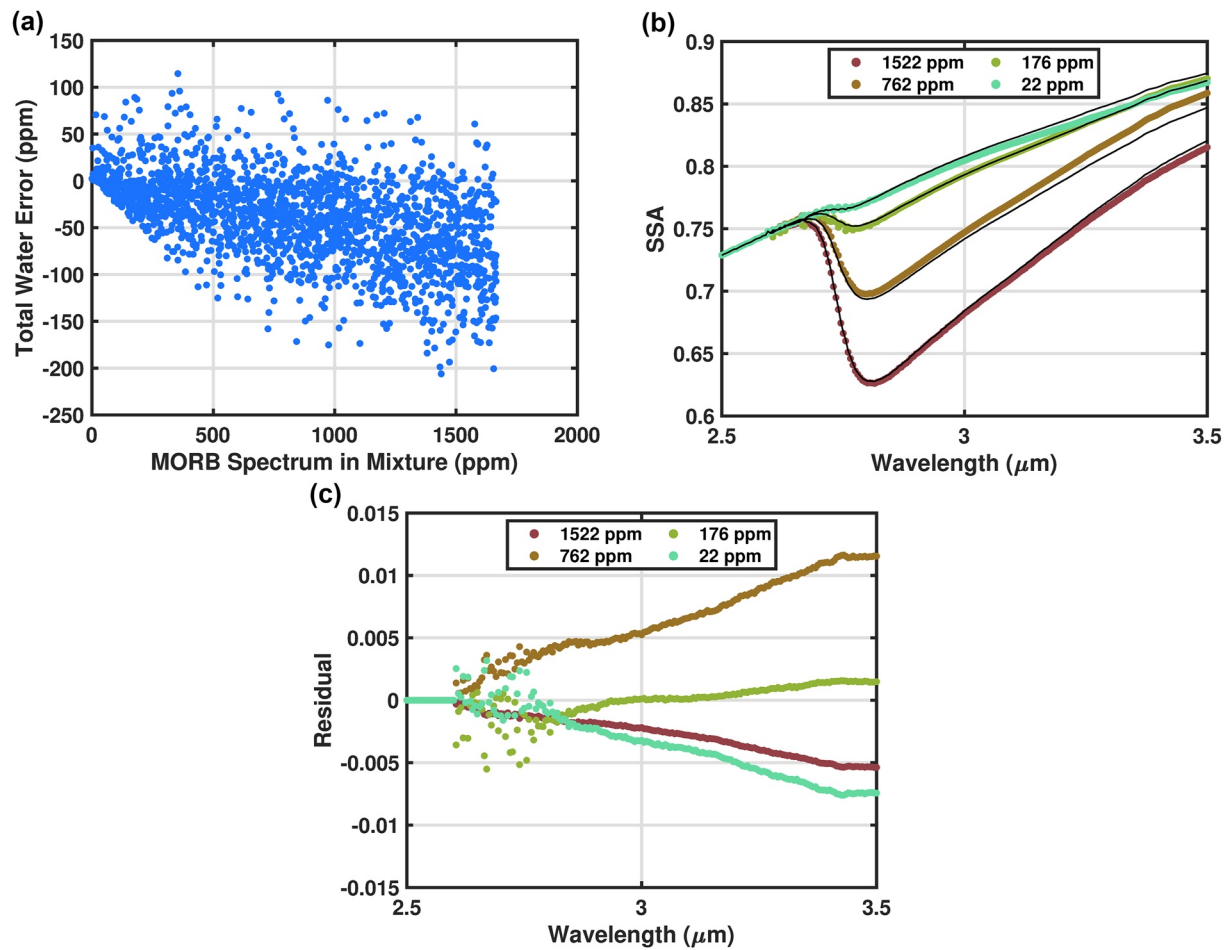 (a)
150
100
50
0
-50
-100
-150
-200
-250
Total Water Error (ppm)
0 500 1000 1500 2000
MORB Spectrum in Mixture (ppm)
(b)
0.9
0.85
0.8
0.75
0.7
0.65
0.6
SSA
1522 ppm 176 ppm
762 ppm 22 ppm
2.5 3 3.5
Wavelength (μm)
(c)
0.015
0.01
0.005
0
-0.005
-0.01
-0.015
Residual
1522 ppm 176 ppm
762 ppm 22 ppm
2.5 3 3.5
Wavelength (μm)